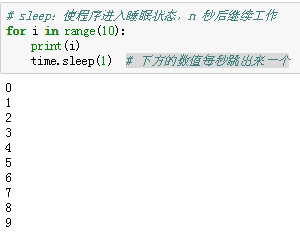 # sleep: 使程序进入睡眠状态，n 秒后继续工作
for i in range(10):
    print(i)
    time.sleep(1)  # 下方的数值每秒跳出来一个
0
1
2
3
4
5
6
7
8
9